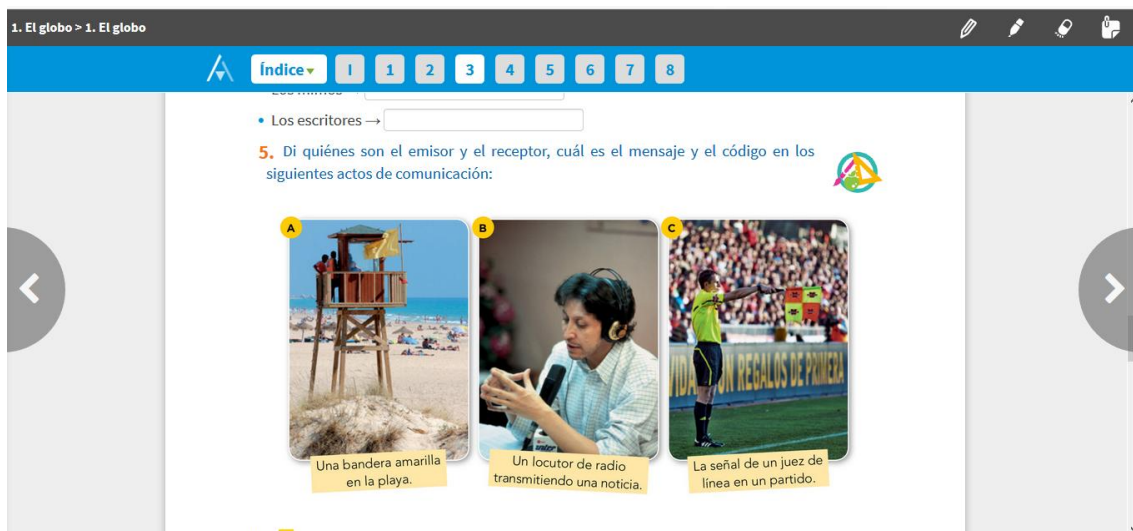 1. El globo > 1. El globo
Índice I 1 2 3 4 5 6 7 8
• Los escritores →
5. Di quiénes son el emisor y el receptor, cuál es el mensaje y el código en los
siguientes actos de comunicación:
A
B
C
REGALOS DE PRIMERA
Una bandera amarilla
en la playa.
Un locutor de radio
transmitiendo una noticia.
La señal de un juez de
línea en un partido.